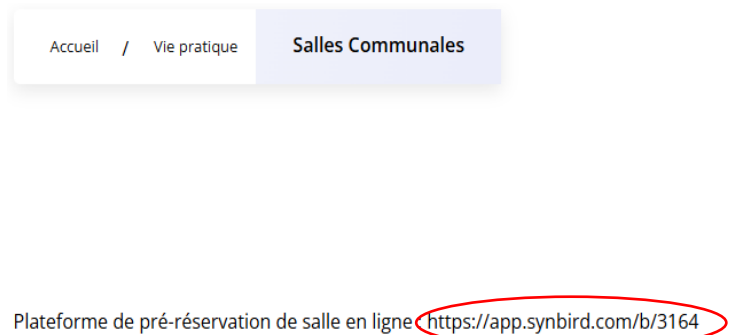 Accueil / Vie pratique Salles Communales
Plateforme de pré-réservation de salle en ligne : https://app.synbird.com/b/3164